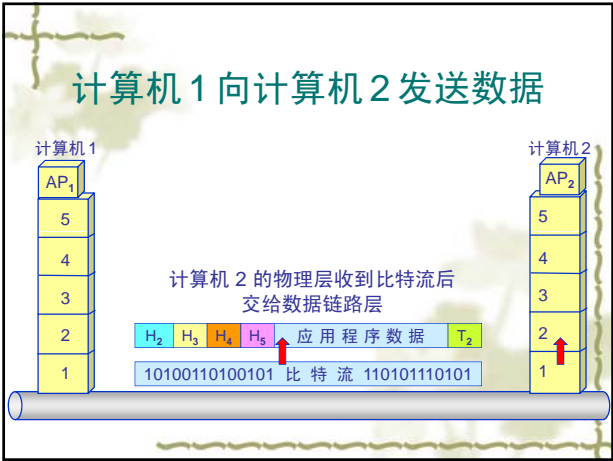 计算机 1 向计算机 2 发送数据
计算机 1
计算机 2
AP1
AP2
5
5
4
4
3
3
计算机 2 的物理层收到比特流后
交给数据链路层
2
H2 H3 H4 H5 应 用 程 序 数 据 T2
2
1
10100110100101 比 特 流 110101110101
1